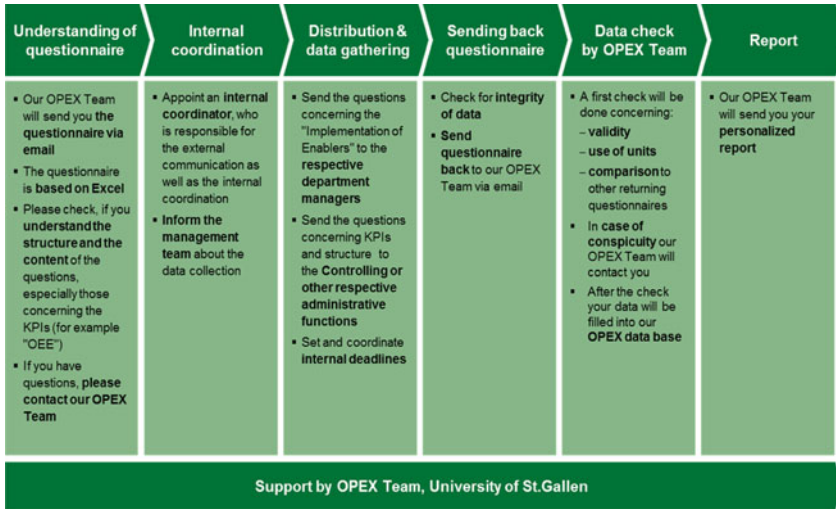 Understanding of
questionnaire
Internal
coordination
Distribution &
data gathering
Sending back
questionnaire
Data check
by OPEX Team
Report
▪ Our OPEX Team
will send you the
questionnaire via
email
▪ The questionnaire
is based on Excel
▪ Please check, if you
understand the
structure and the
content of the
questions,
especially those
concerning the
KPIs (for example
"OEE")
▪ If you have
questions, please
contact our OPEX
Team
▪ Appoint an internal
coordinator, who
is responsible for
the external
communication as
well as the internal
coordination
▪ Inform the
management
team about the
data collection
▪ Send the questions
concerning the
"Implementation of
Enablers" to the
respective
department
managers
▪ Send the questions
concerning KPIs
and structure to
the Controlling or
other respective
administrative
functions
▪ Set and coordinate
internal deadlines
▪ Check for integrity
of data
▪ Send
questionnaire
back to our OPEX
Team via email
▪ A first check will be
done concerning:
– validity
– use of units
– comparison to
other returning
questionnaires
▪ In case of
conspicuity our
OPEX Team will
contact you
▪ After the check
your data will be
filled into our
OPEX data base
▪ Our OPEX Team
will send you your
personalized
report
Support by OPEX Team, University of St.Gallen